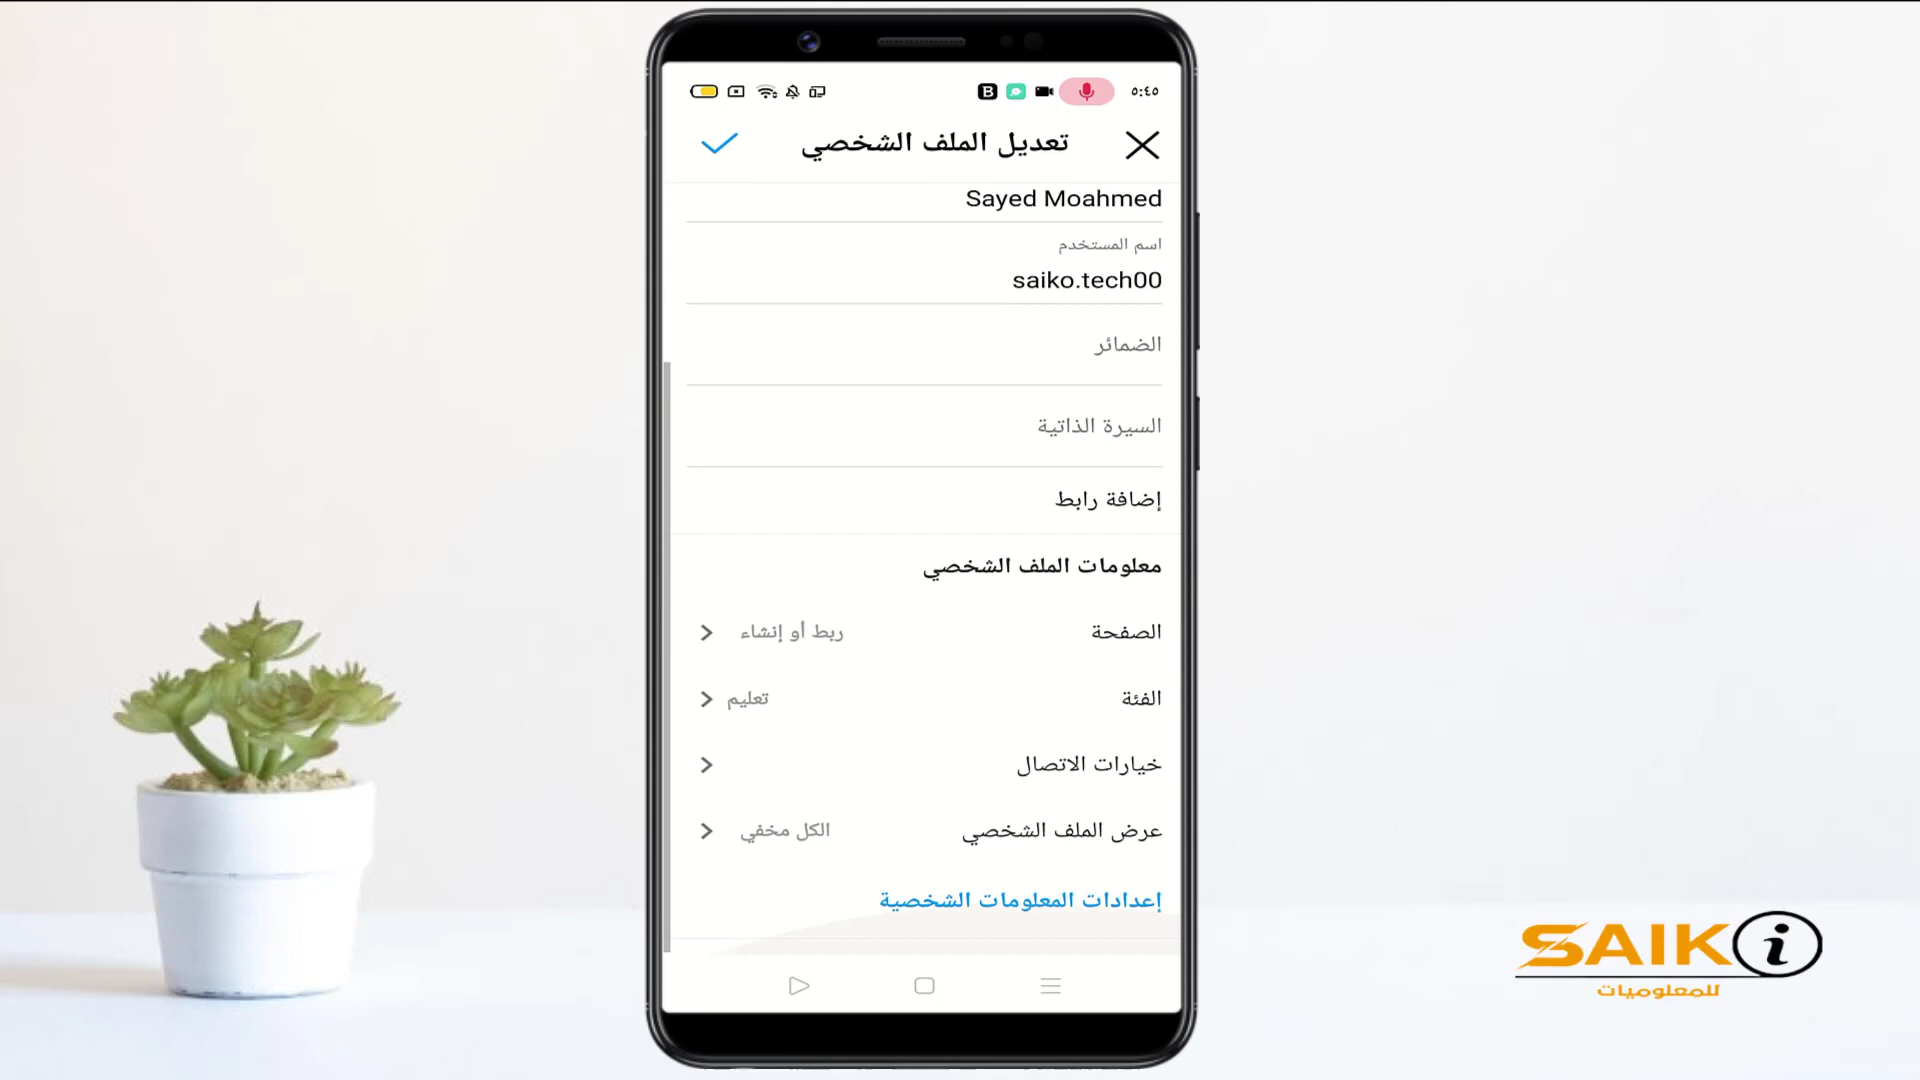 ٥:٤٥
تعديل الملف الشخصي
Sayed Moahmed
اسم المستخدم
saiko.tech00
الضمائر
السيرة الذاتية
إضافة رابط
معلومات الملف الشخصي
الصفحة ربط أو إنشاء
الفئة تعليم
خيارات الاتصال
عرض الملف الشخصي الكل مخفي
إعدادات المعلومات الشخصية
SAIKi
للمعلوميات